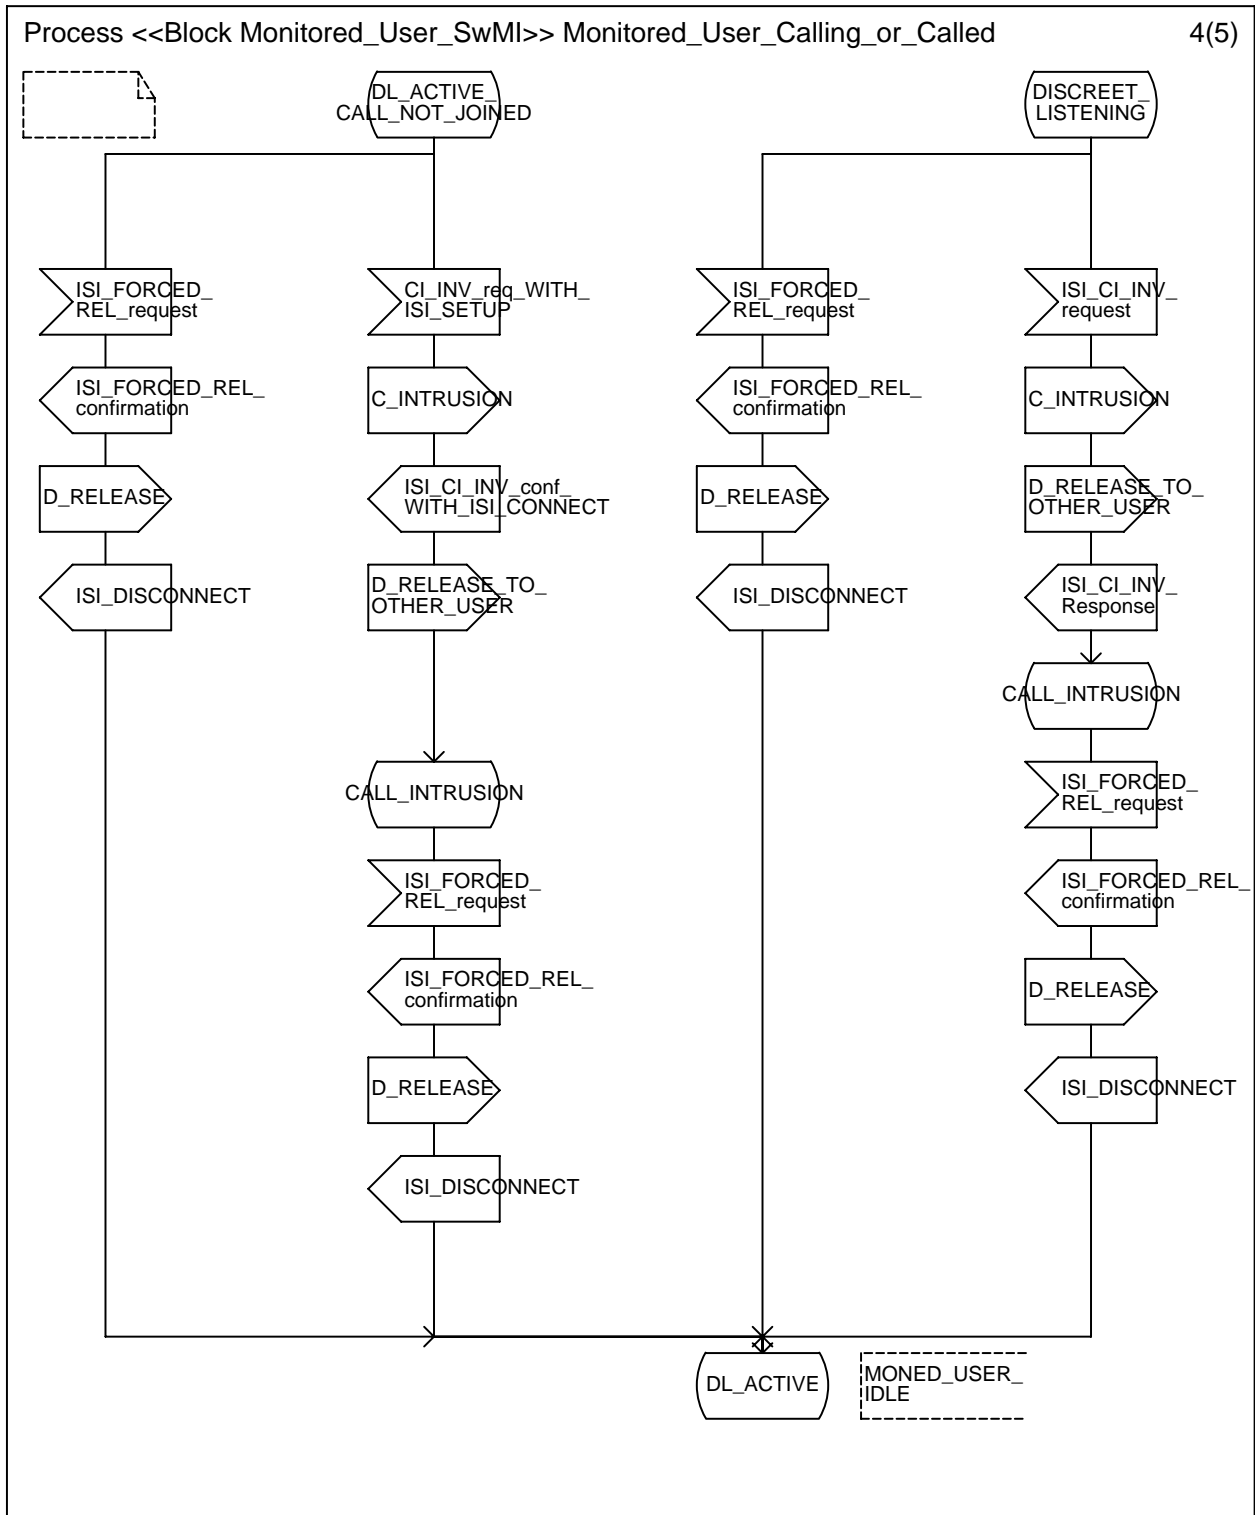 Process <<Block Monitored_User_SwMI>> Monitored_User_Calling_or_Called
4(5)
DL_ACTIVE_
CALL_NOT_JOINED
DISCREET_
LISTENING
ISI_FORCED_
REL_request
CI_INV_req_WITH_
ISI_SETUP
ISI_FORCED_
REL_request
ISI_CI_INV_
request
ISI_FORCED_REL_
confirmation
C_INTRUSION
ISI_FORCED_REL_
confirmation
C_INTRUSION
D_RELEASE
ISI_CI_INV_conf_
WITH_ISI_CONNECT
D_RELEASE
D_RELEASE_TO_
OTHER_USER
ISI_DISCONNECT
D_RELEASE_TO_
OTHER_USER
ISI_DISCONNECT
ISI_CI_INV_
Response
CALL_INTRUSION
CALL_INTRUSION
ISI_FORCED_
REL_request
ISI_FORCED_
REL_request
ISI_FORCED_REL_
confirmation
ISI_FORCED_REL_
confirmation
D_RELEASE
D_RELEASE
ISI_DISCONNECT
ISI_DISCONNECT
DL_ACTIVE
MONED_USER_
IDLE